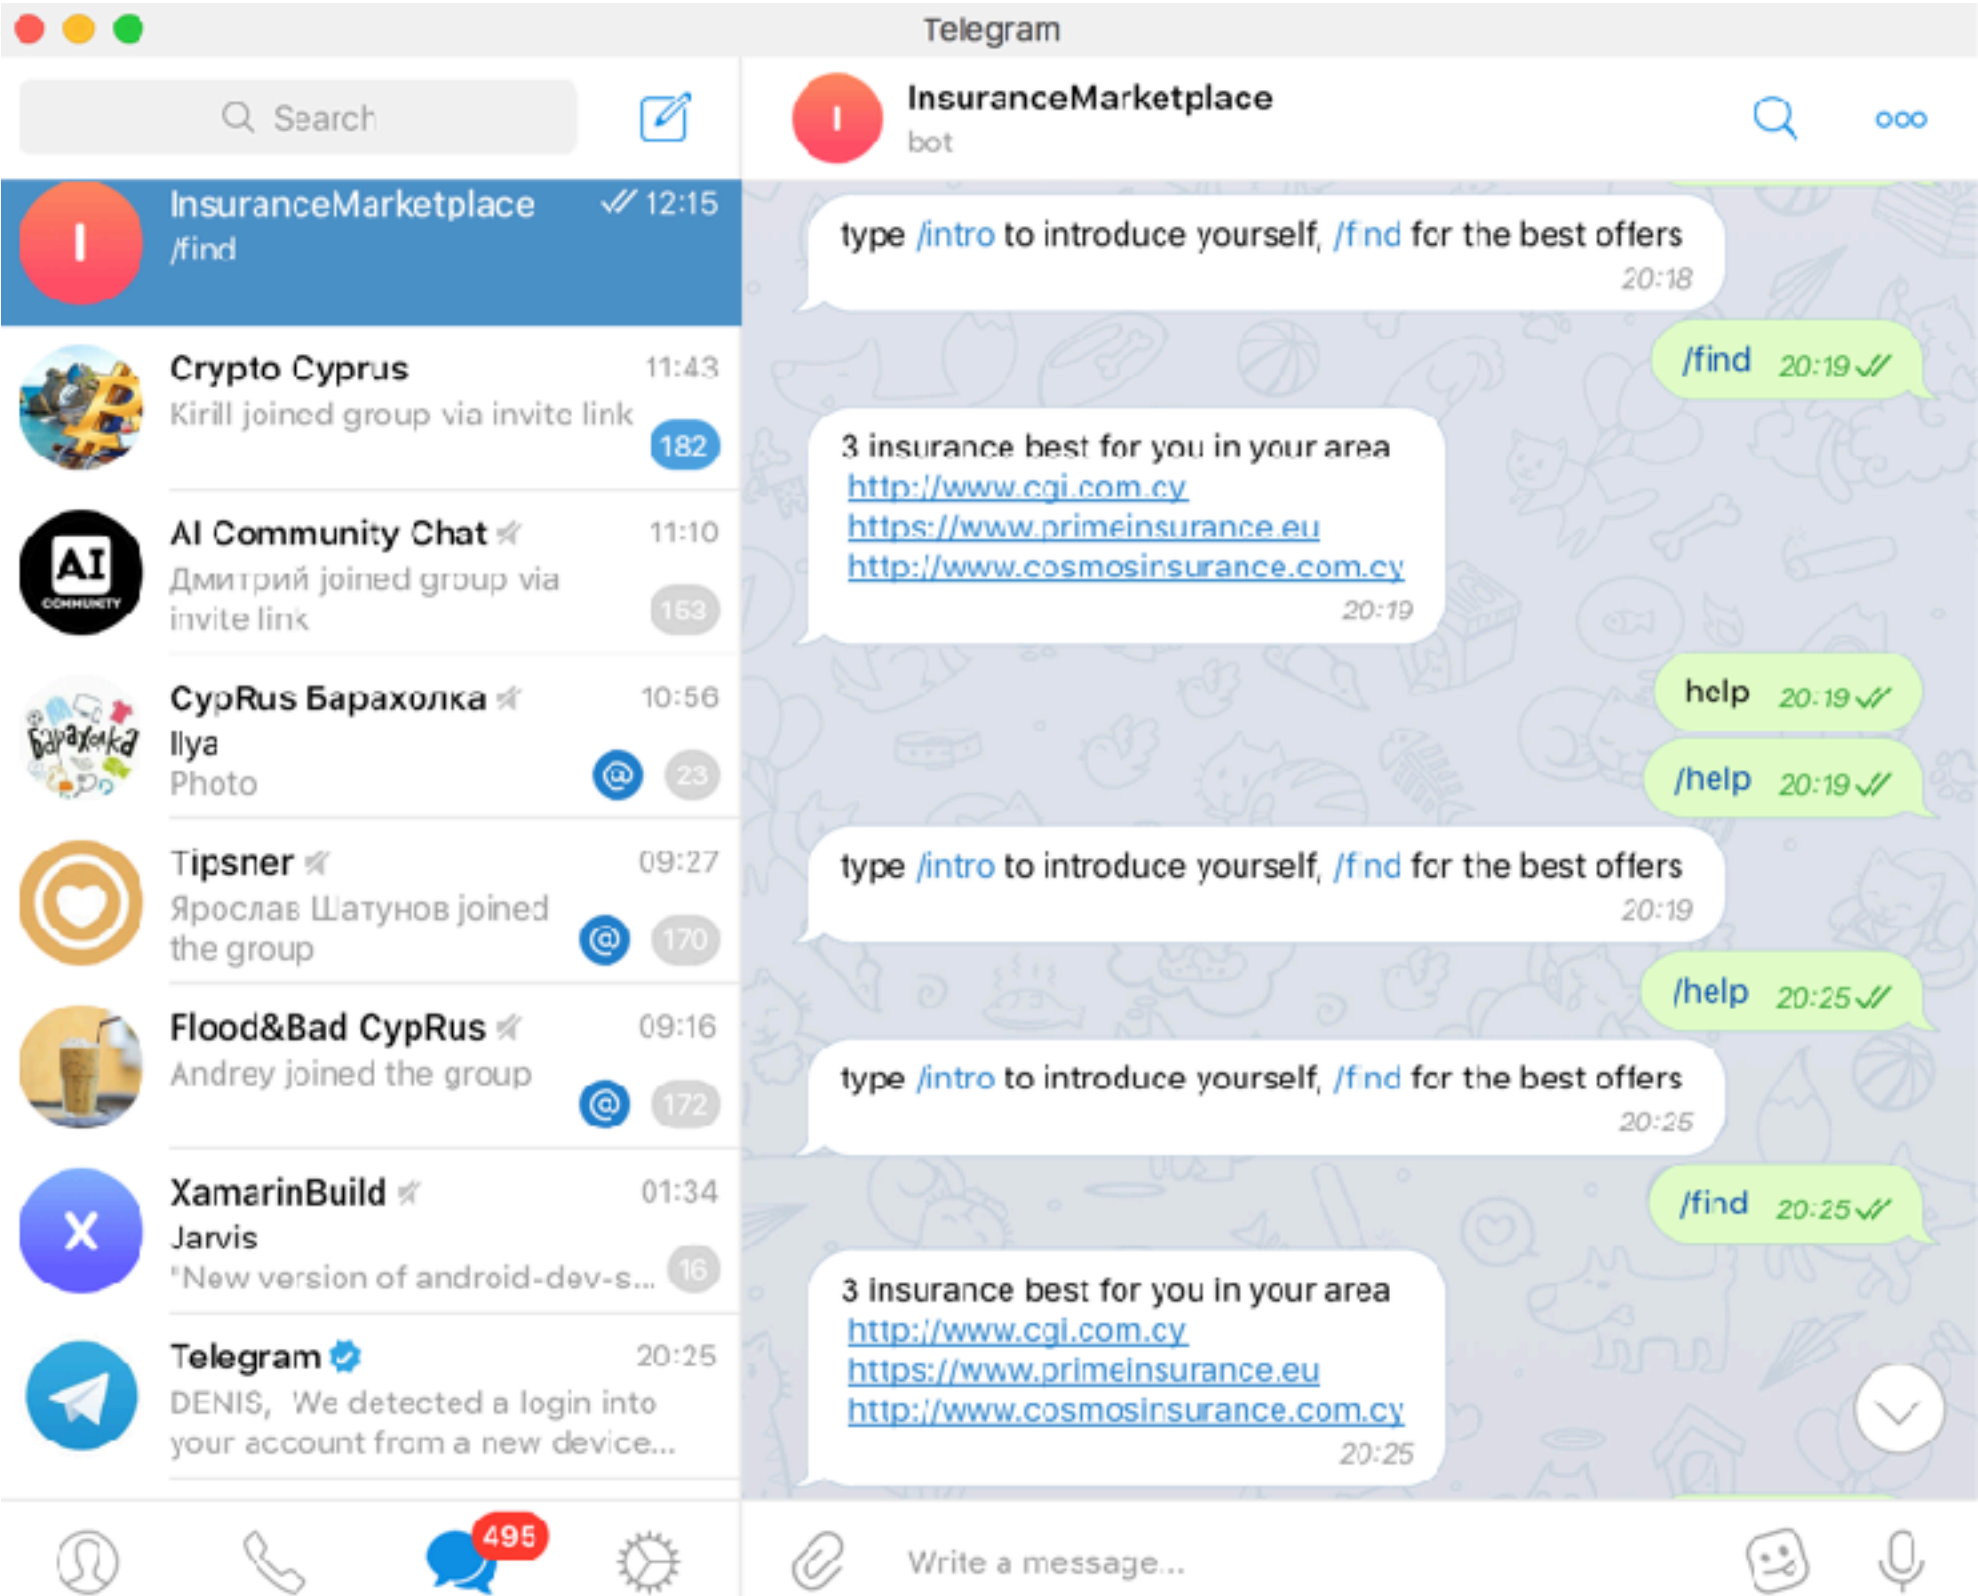 Telegram
Search
InsuranceMarketplace 12:15
/find
Crypto Cyprus 11:43
Kirill joined group via invite link
182
AI
COMMUNITY
AI Community Chat 11:10
Дмитрий joined group via
invite link
153
Барахолка
CypRus Барахолка 10:56
Ilya
Photo
@ 23
Tipsner 09:27
Ярослав Шатунов joined
the group
@ 170
Flood&Bad CypRus 09:16
Andrey joined the group
@ 172
X
XamarinBuild 01:34
Jarvis
"New version of android-dev-s... 16
Telegram 20:25
DENIS, We detected a login into
your account from a new device...
495
I
InsuranceMarketplace
bot
type /intro to introduce yourself, /find for the best offers
20:18
/find 20:19
3 insurance best for you in your area
http://www.cgi.com.cy
https://www.primeinsurance.eu
http://www.cosmosinsurance.com.cy
20:19
help 20:19
/help 20:19
type /intro to introduce yourself, /find for the best offers
20:19
/help 20:25
type /intro to introduce yourself, /find for the best offers
20:25
/find 20:25
3 insurance best for you in your area
http://www.cgi.com.cy
https://www.primeinsurance.eu
http://www.cosmosinsurance.com.cy
20:25
Write a message...